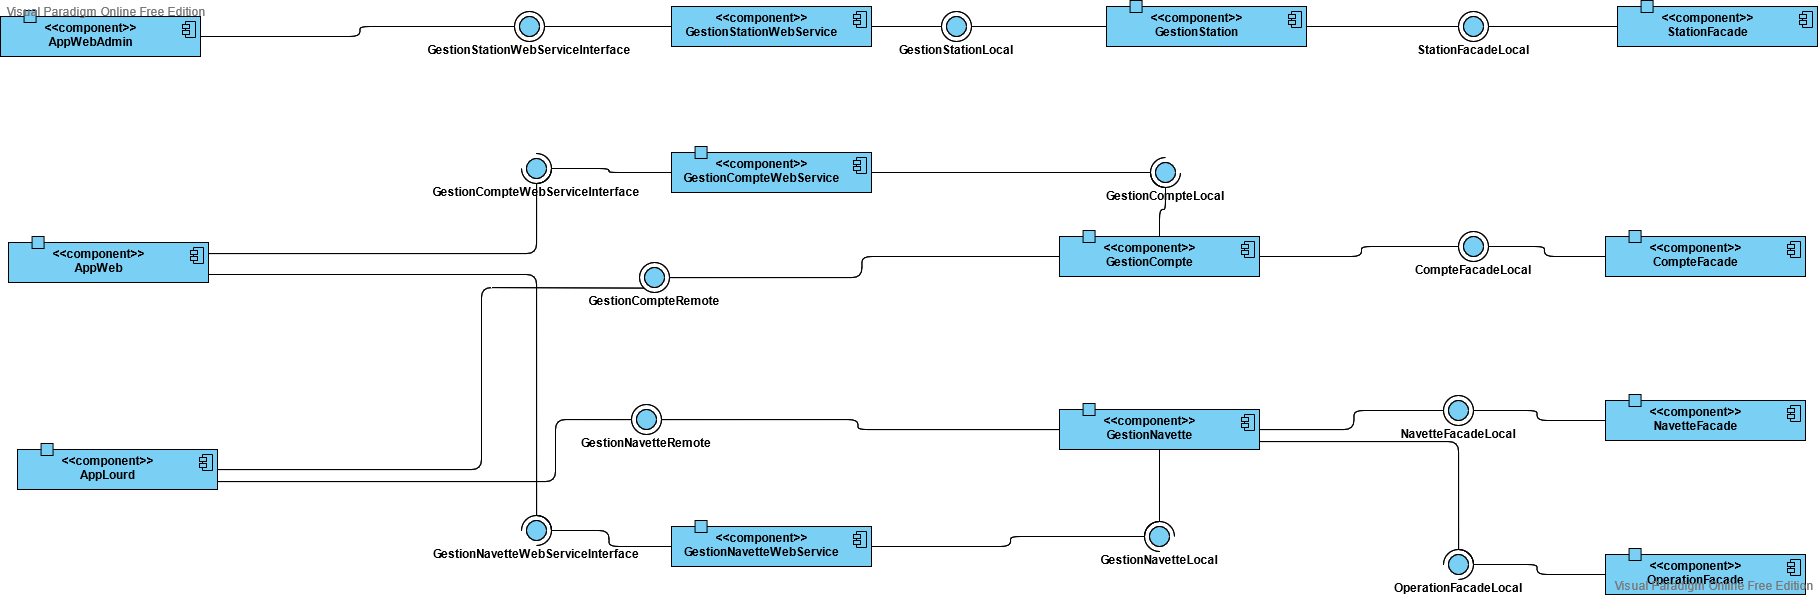 Visual Paradigm Online Free Edition
<<component>>
AppWebAdmin
GestionStationWebServiceInterface
<<component>>
GestionStationWebService
GestionStationLocal
<<component>>
GestionStation
StationFacadeLocal
<<component>>
StationFacade
GestionCompteWebServiceInterface
<<component>>
GestionCompteWebService
GestionCompteLocal
<<component>>
AppWeb
GestionCompteRemote
<<component>>
GestionCompte
CompteFacadeLocal
<<component>>
CompteFacade
<<component>>
AppLourd
GestionNavetteRemote
<<component>>
GestionNavette
NavetteFacadeLocal
<<component>>
NavetteFacade
GestionNavetteWebServiceInterface
<<component>>
GestionNavetteWebService
GestionNavetteLocal
OperationFacadeLocal
<<component>>
OperationFacade
Visual Paradigm Online Free Edition